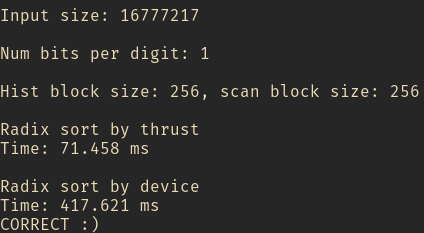 Input size: 16777217
Num bits per digit: 1
Hist block size: 256, scan block size: 256
Radix sort by thrust
Time: 71.458 ms
Radix sort by device
Time: 417.621 ms
CORRECT :)